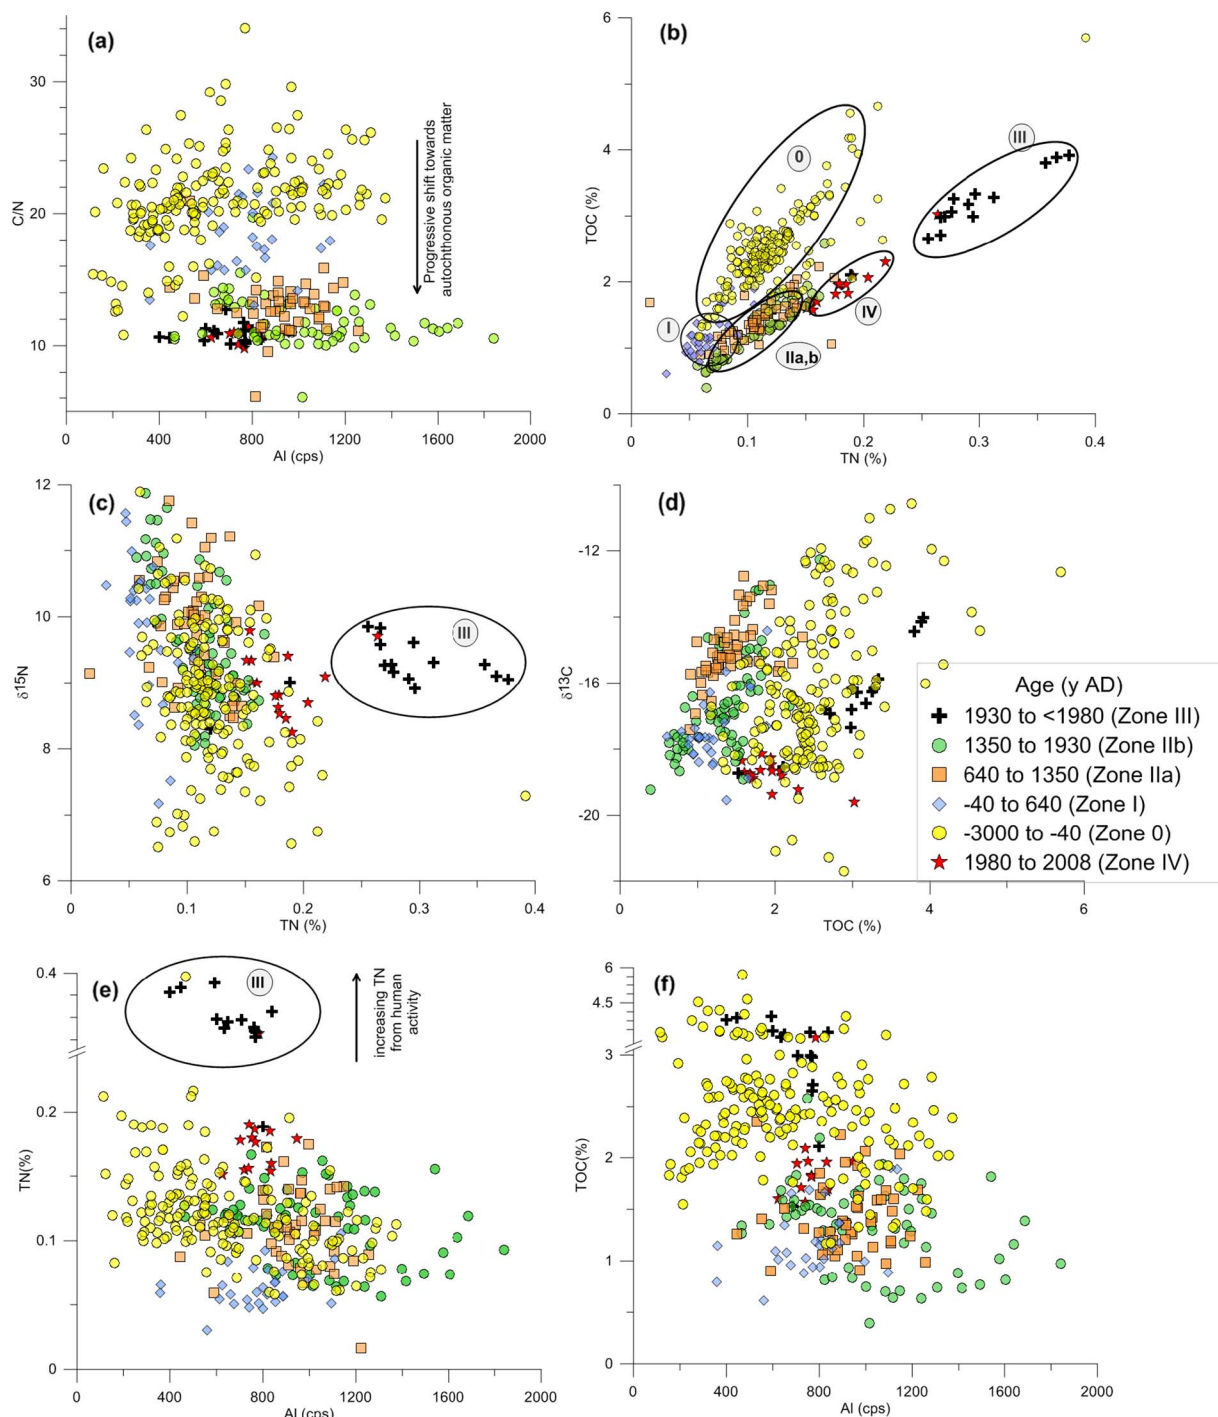 (a)
C/N
30
20
10
Progressive shift towards
autochthonous organic matter
0 400 800 1200 1600 2000
Al (cps)
(b)
TOC (%)
6
4
2
0
0
III
I
IV
IIa,b
0 0.1 0.2 0.3 0.4
TN (%)
(c)
δ15N
12
10
8
6
III
0 0.1 0.2 0.3 0.4
TN (%)
(d)
δ13C
-12
-16
-20
0 2 4 6
TOC (%)
Age (y AD)
1930 to <1980 (Zone III)
1350 to 1930 (Zone IIb)
640 to 1350 (Zone IIa)
-40 to 640 (Zone I)
-3000 to -40 (Zone 0)
1980 to 2008 (Zone IV)
(e)
TN(%)
0.4
0.2
0.1
0
III
increasing TN
from human
activity
0 400 800 1200 1600 2000
Al (cps)
(f)
TOC(%)
6
4.5
3
2
1
0
0 400 800 1200 1600 2000
Al (cps)